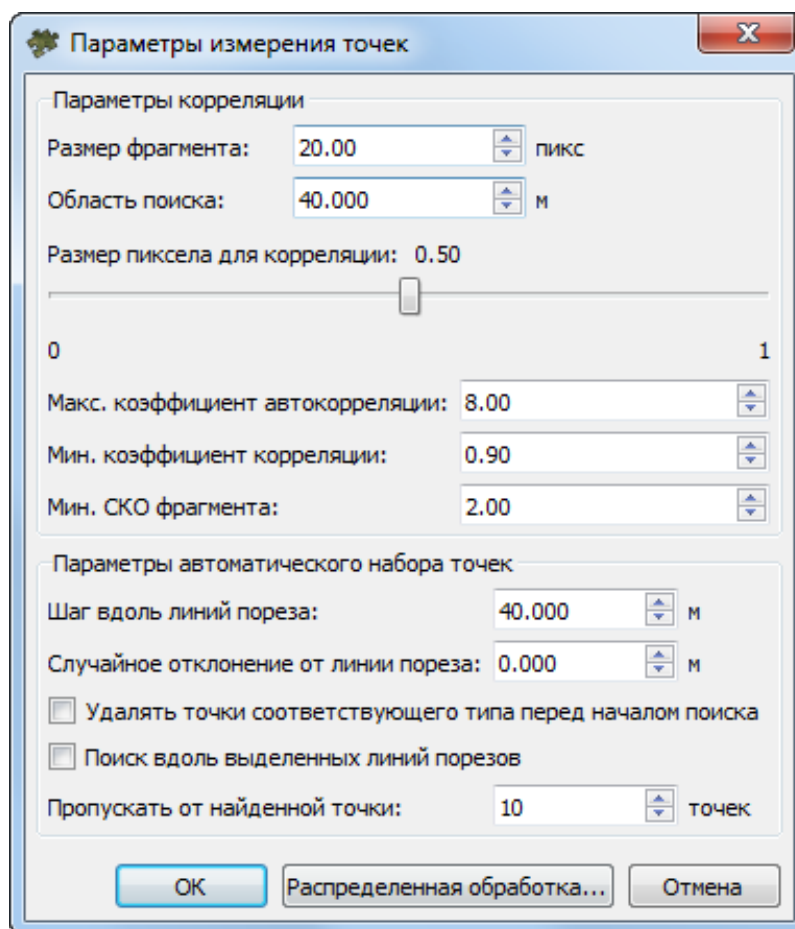 Параметры измерения точек
Параметры корреляции
Размер фрагмента: 20.00 пикс
Область поиска: 40.000 м
Размер пиксела для корреляции: 0.50
0 1
Макс. коэффициент автокорреляции: 8.00
Мин. коэффициент корреляции: 0.90
Мин. СКО фрагмента: 2.00
Параметры автоматического набора точек
Шаг вдоль линий пореза: 40.000 м
Случайное отклонение от линии пореза: 0.000 м
Удалять точки соответствующего типа перед началом поиска
Поиск вдоль выделенных линий порезов
Пропускать от найденной точки: 10 точек
ОК Распределенная обработка... Отмена